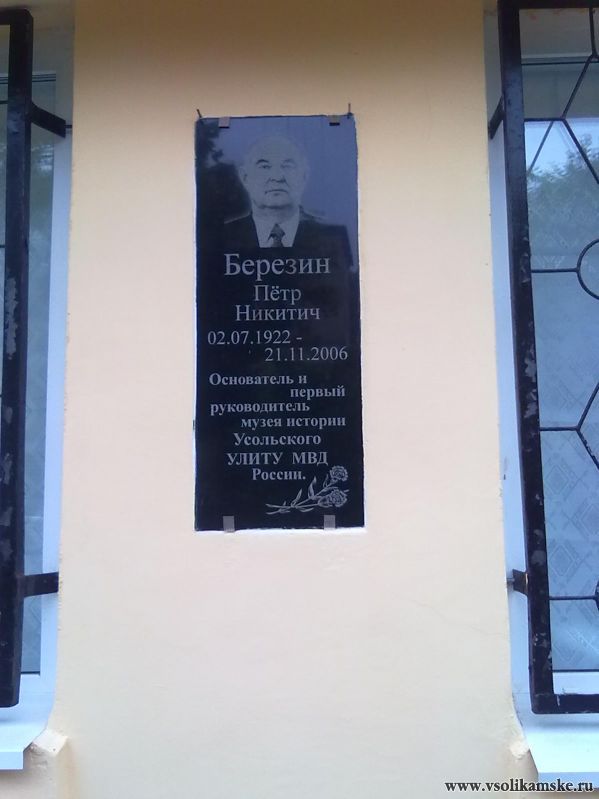 Березин
Пётр
Никитич
02.07.1922 -
21.11.2006
Основатель и
первый
руководитель
музея истории
Усольского
УЛИТУ МВД
России.
www.vsolikamske.ru